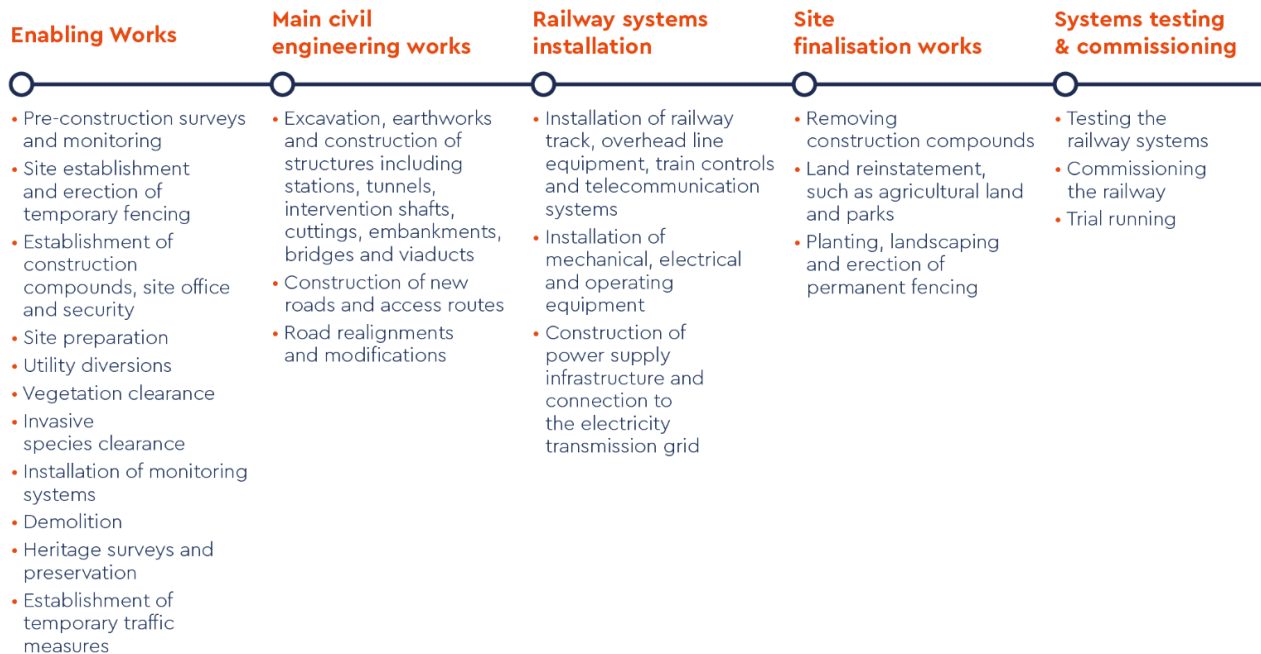 Enabling Works
• Pre-construction surveys
and monitoring
• Site establishment
and erection of
temporary fencing
• Establishment of
construction
compounds, site office
and security
• Site preparation
• Utility diversions
• Vegetation clearance
• Invasive
species clearance
• Installation of monitoring
systems
• Demolition
• Heritage surveys and
preservation
• Establishment of
temporary traffic
measures
Main civil
engineering works
• Excavation, earthworks
and construction of
structures including
stations, tunnels,
intervention shafts,
cuttings, embankments,
bridges and viaducts
• Construction of new
roads and access routes
• Road realignments
and modifications
Railway systems
installation
• Installation of railway
track, overhead line
equipment, train controls
and telecommunication
systems
• Installation of
mechanical, electrical
and operating
equipment
• Construction of
power supply
infrastructure and
connection to
the electricity
transmission grid
Site
finalisation works
• Removing
construction compounds
• Land reinstatement,
such as agricultural land
and parks
• Planting, landscaping
and erection of
permanent fencing
Systems testing
& commissioning
• Testing the
railway systems
• Commissioning
the railway
• Trial running